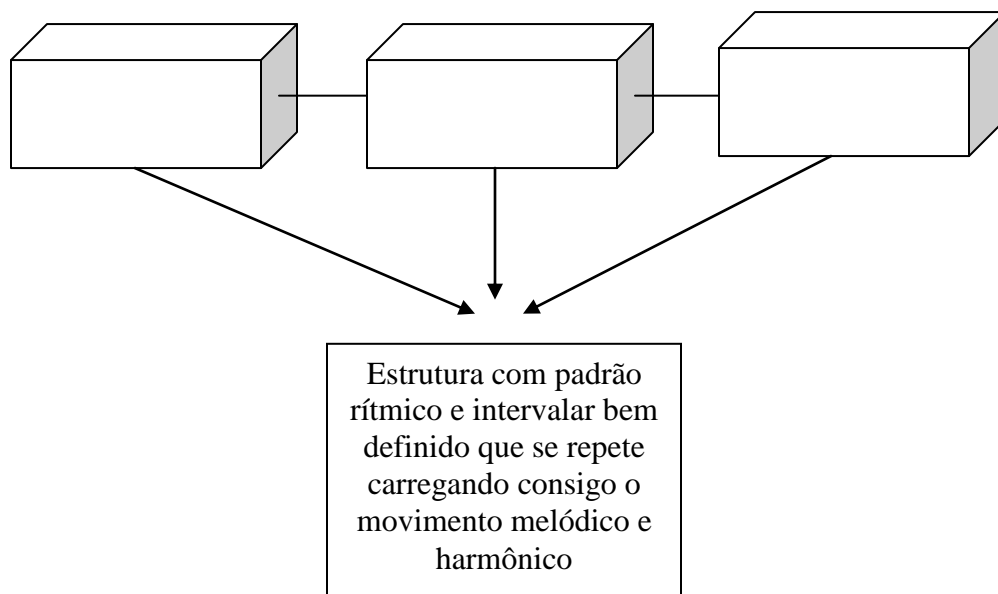 Estrutura com padrão
rítmico e intervalar bem
definido que se repete
carregando consigo o
movimento melódico e
harmônico